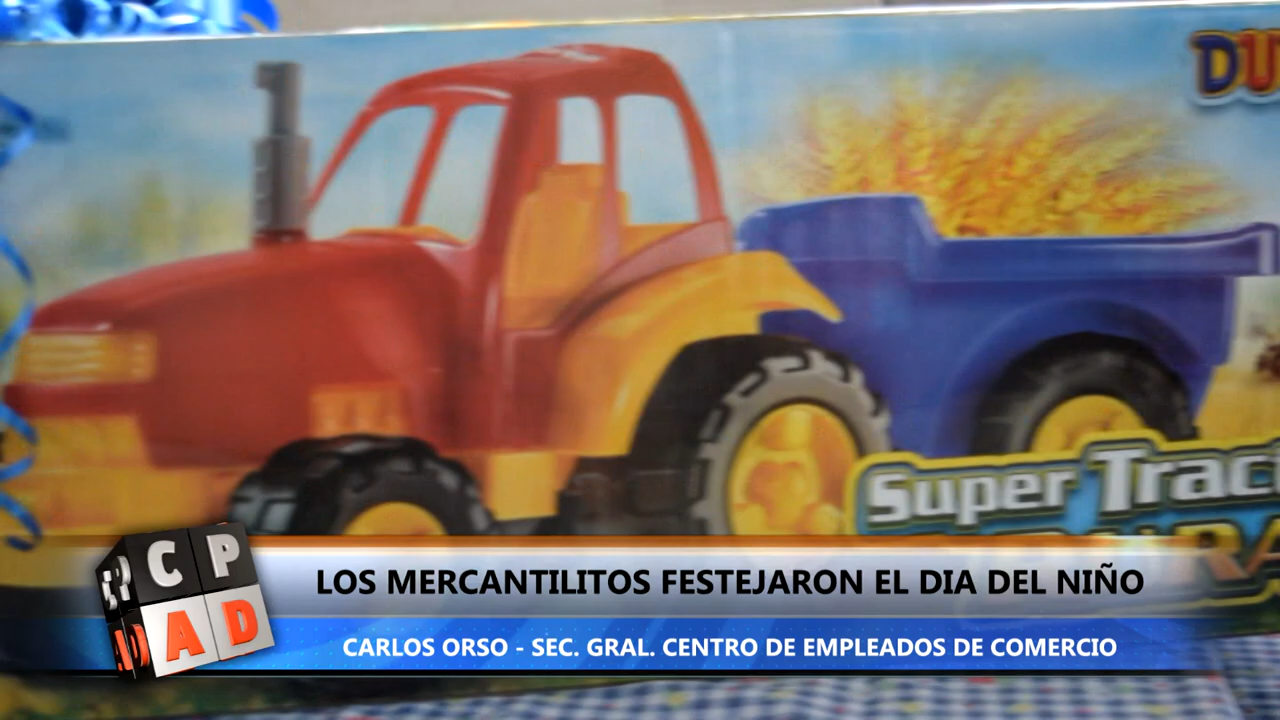 DU
Super Tract
CP
AD
LOS MERCANTILITOS FESTEJARON EL DIA DEL NIÑO
CARLOS ORSO - SEC. GRAL. CENTRO DE EMPLEADOS DE COMERCIO